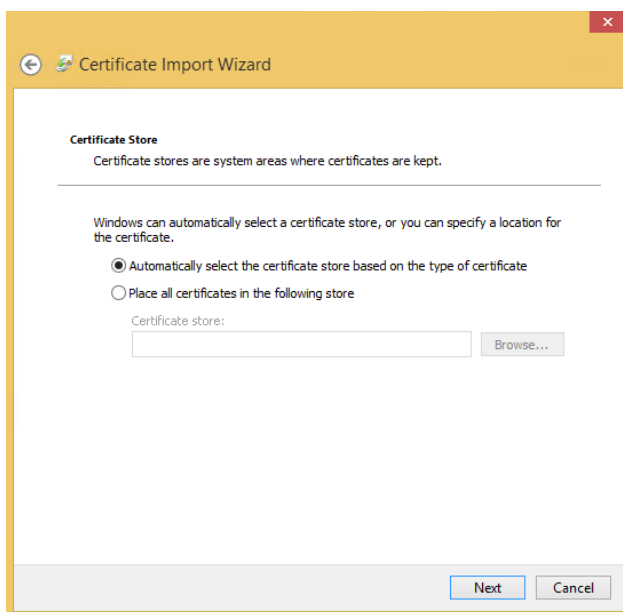 Certificate Import Wizard
Certificate Store
Certificate stores are system areas where certificates are kept.
Windows can automatically select a certificate store, or you can specify a location for
the certificate.
Automatically select the certificate store based on the type of certificate
Place all certificates in the following store
Certificate store:
Browse...
Next
Cancel